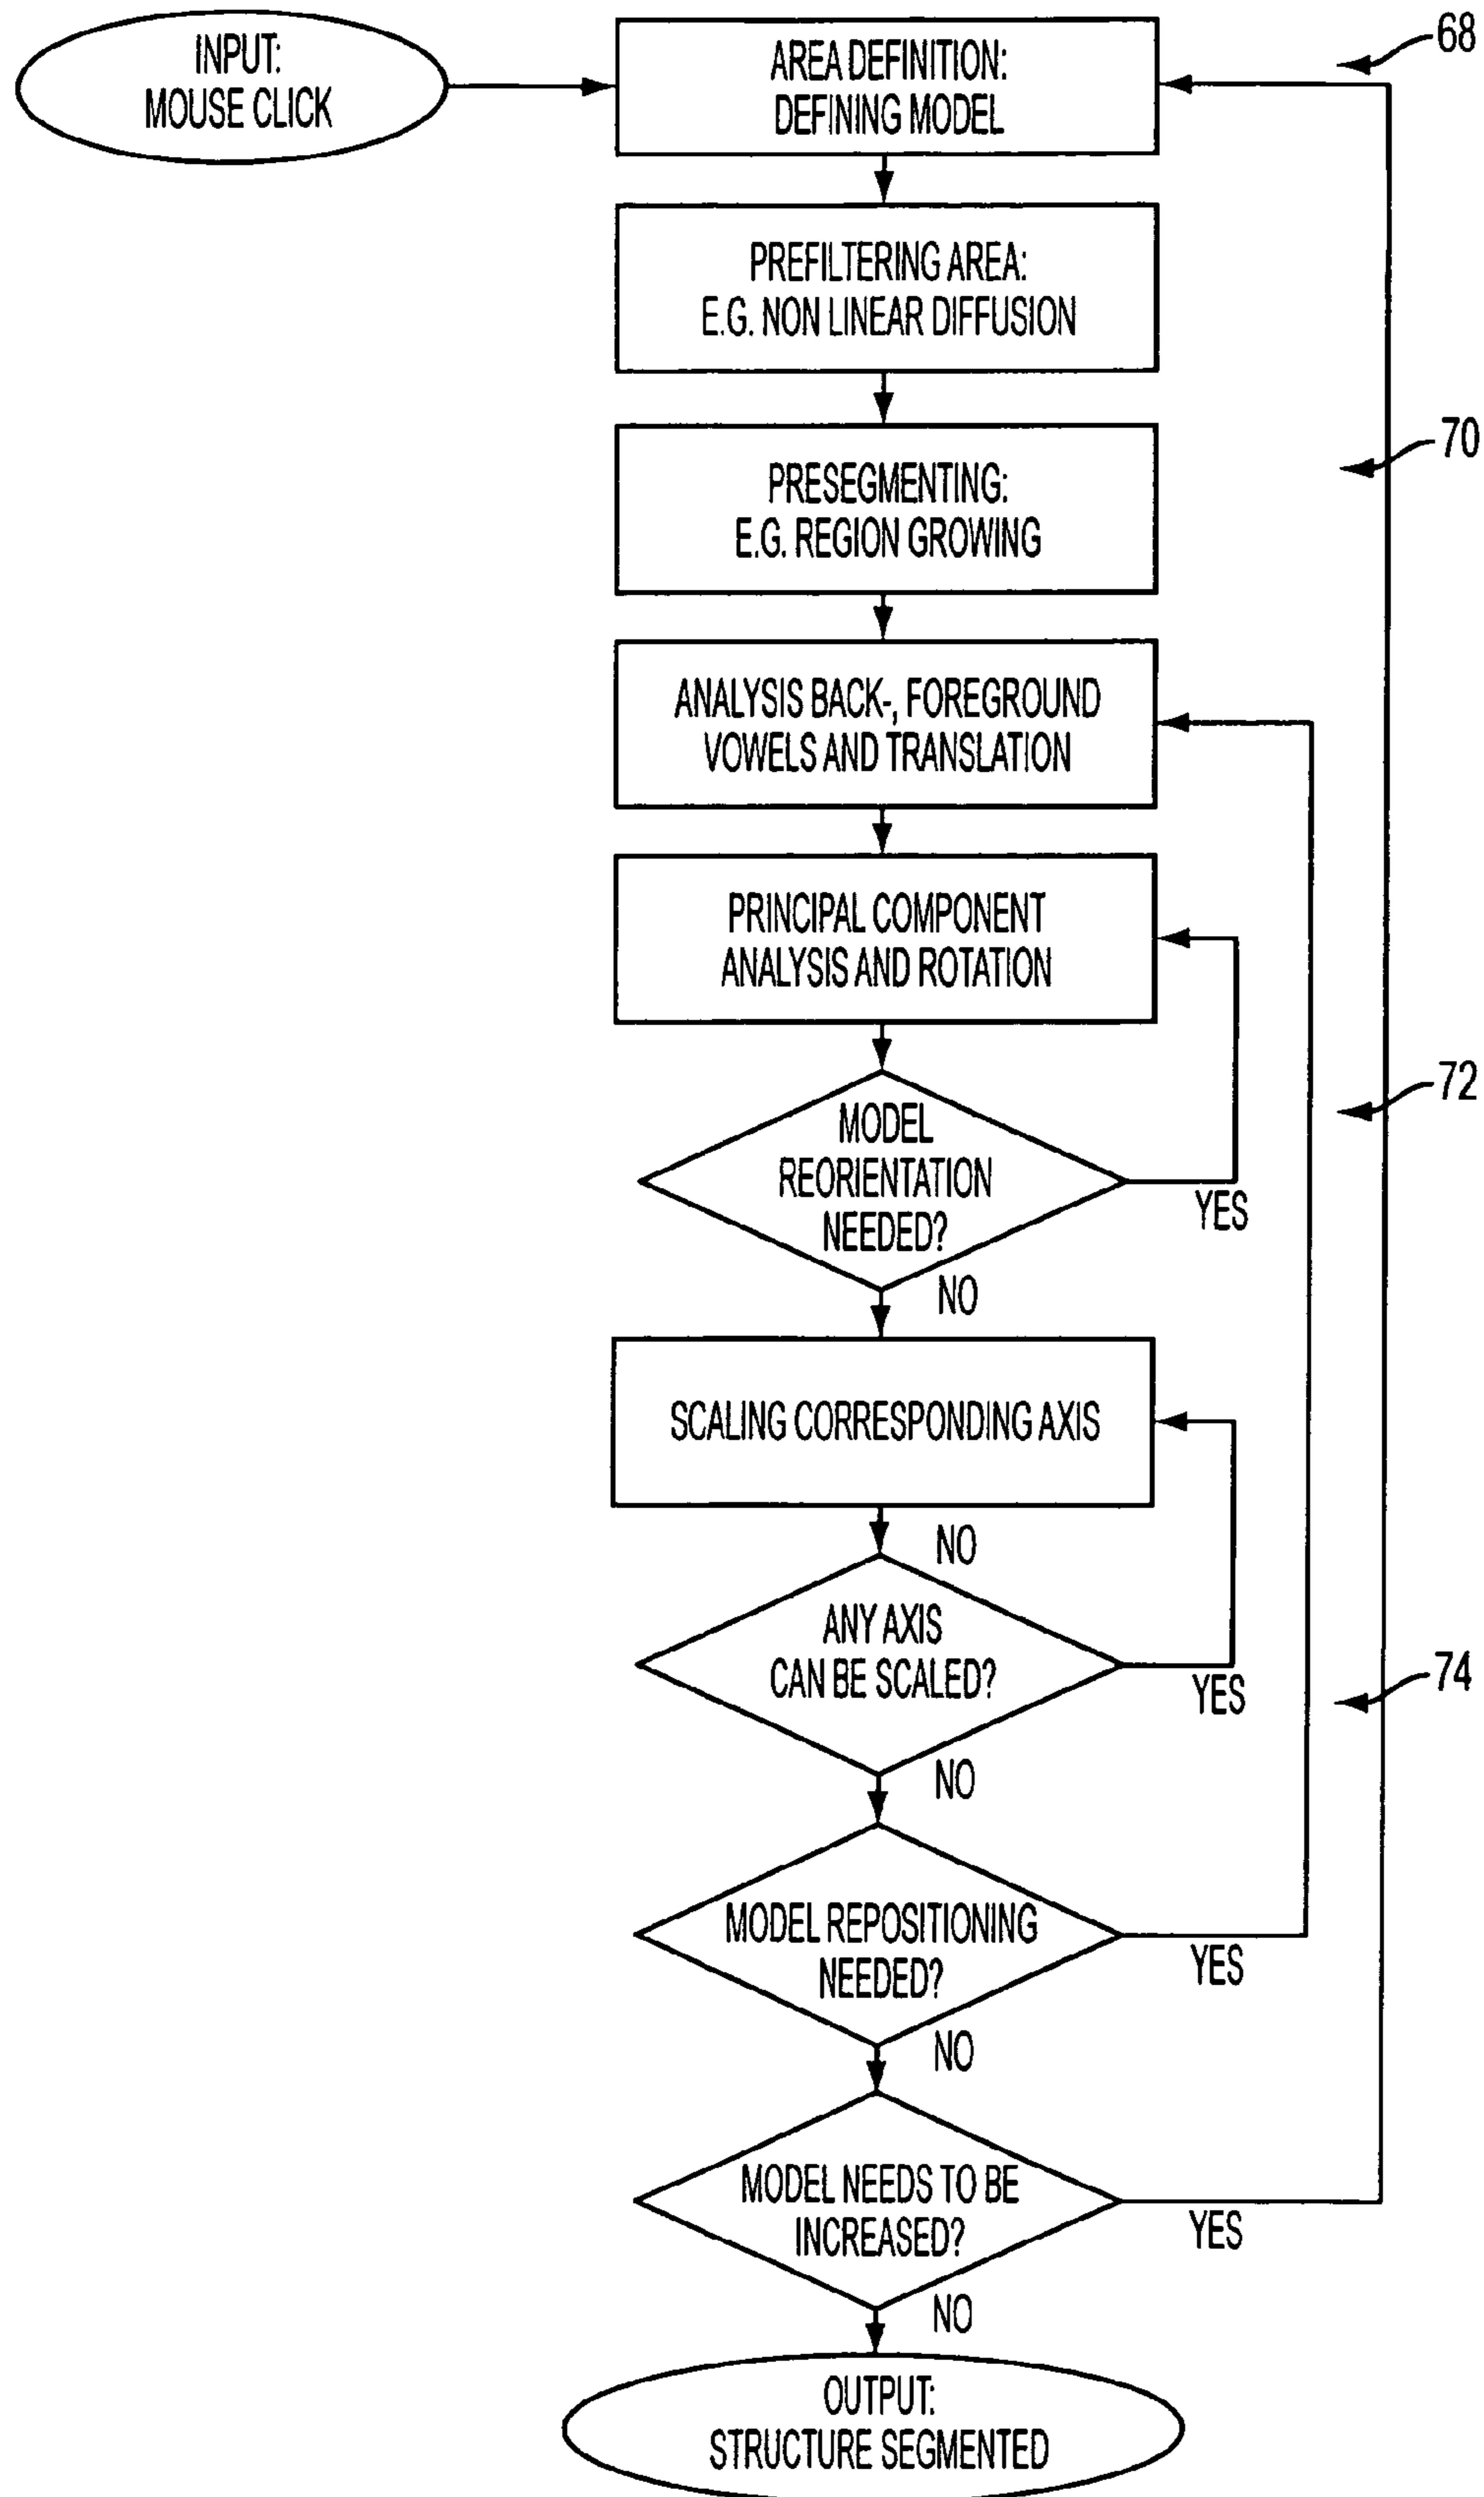 INPUT:
MOUSE CLICK
AREA DEFINITION:
DEFINING MODEL
68
PREFILTERING AREA:
E.G. NON LINEAR DIFFUSION
70
PRESEGMENTING:
E.G. REGION GROWING
ANALYSIS BACK-, FOREGROUND
VOWELS AND TRANSLATION
PRINCIPAL COMPONENT
ANALYSIS AND ROTATION
72
MODEL
REORIENTATION
NEEDED?
YES
NO
SCALING CORRESPONDING AXIS
NO
ANY AXIS
CAN BE SCALED?
YES
74
NO
MODEL REPOSITIONING
NEEDED?
YES
NO
MODEL NEEDS TO BE
INCREASED?
YES
NO
OUTPUT:
STRUCTURE SEGMENTED